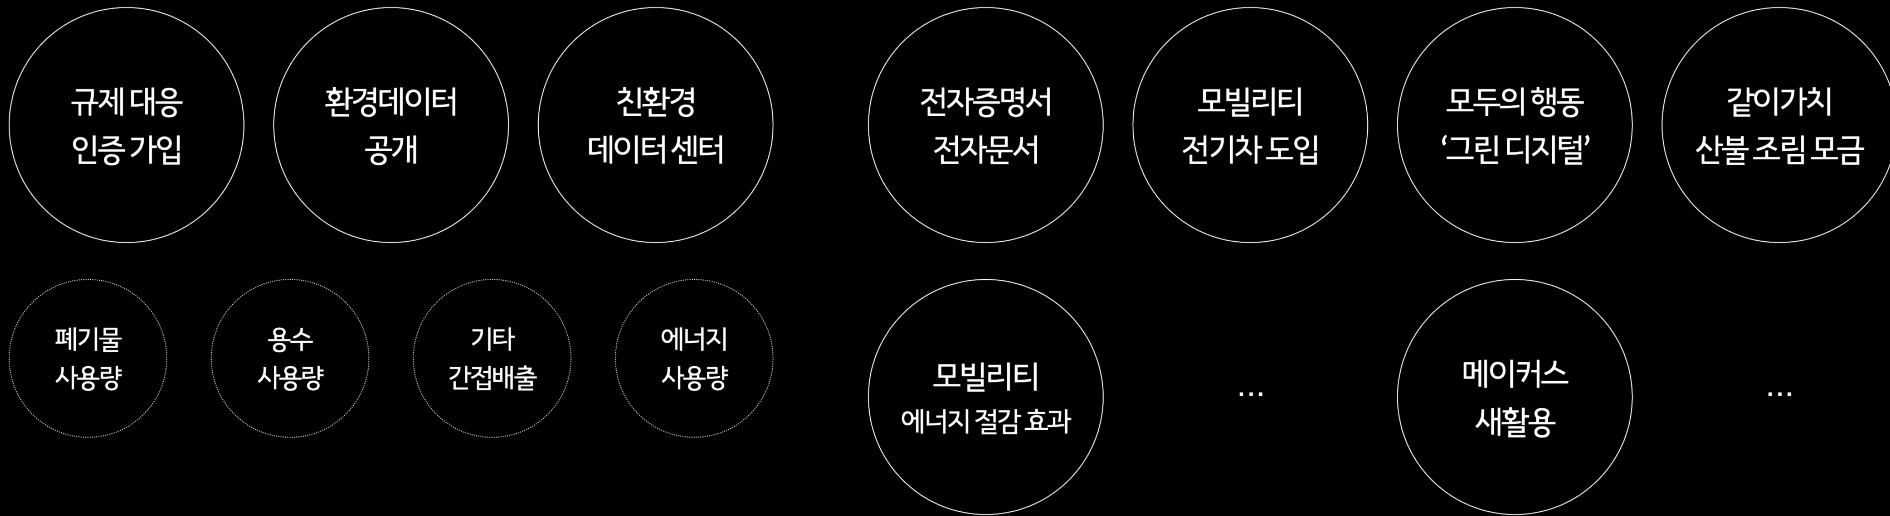 규제 대응
인증 가입
환경데이터
공개
친환경
데이터 센터
전자증명서
전자문서
모빌리티
전기차 도입
모두의 행동
‘그린 디지털’
같이가치
산불 조림 모금
폐기물
사용량
용수
사용량
기타
간접배출
에너지
사용량
모빌리티
에너지 절감 효과
...
메이커스
새활용
...